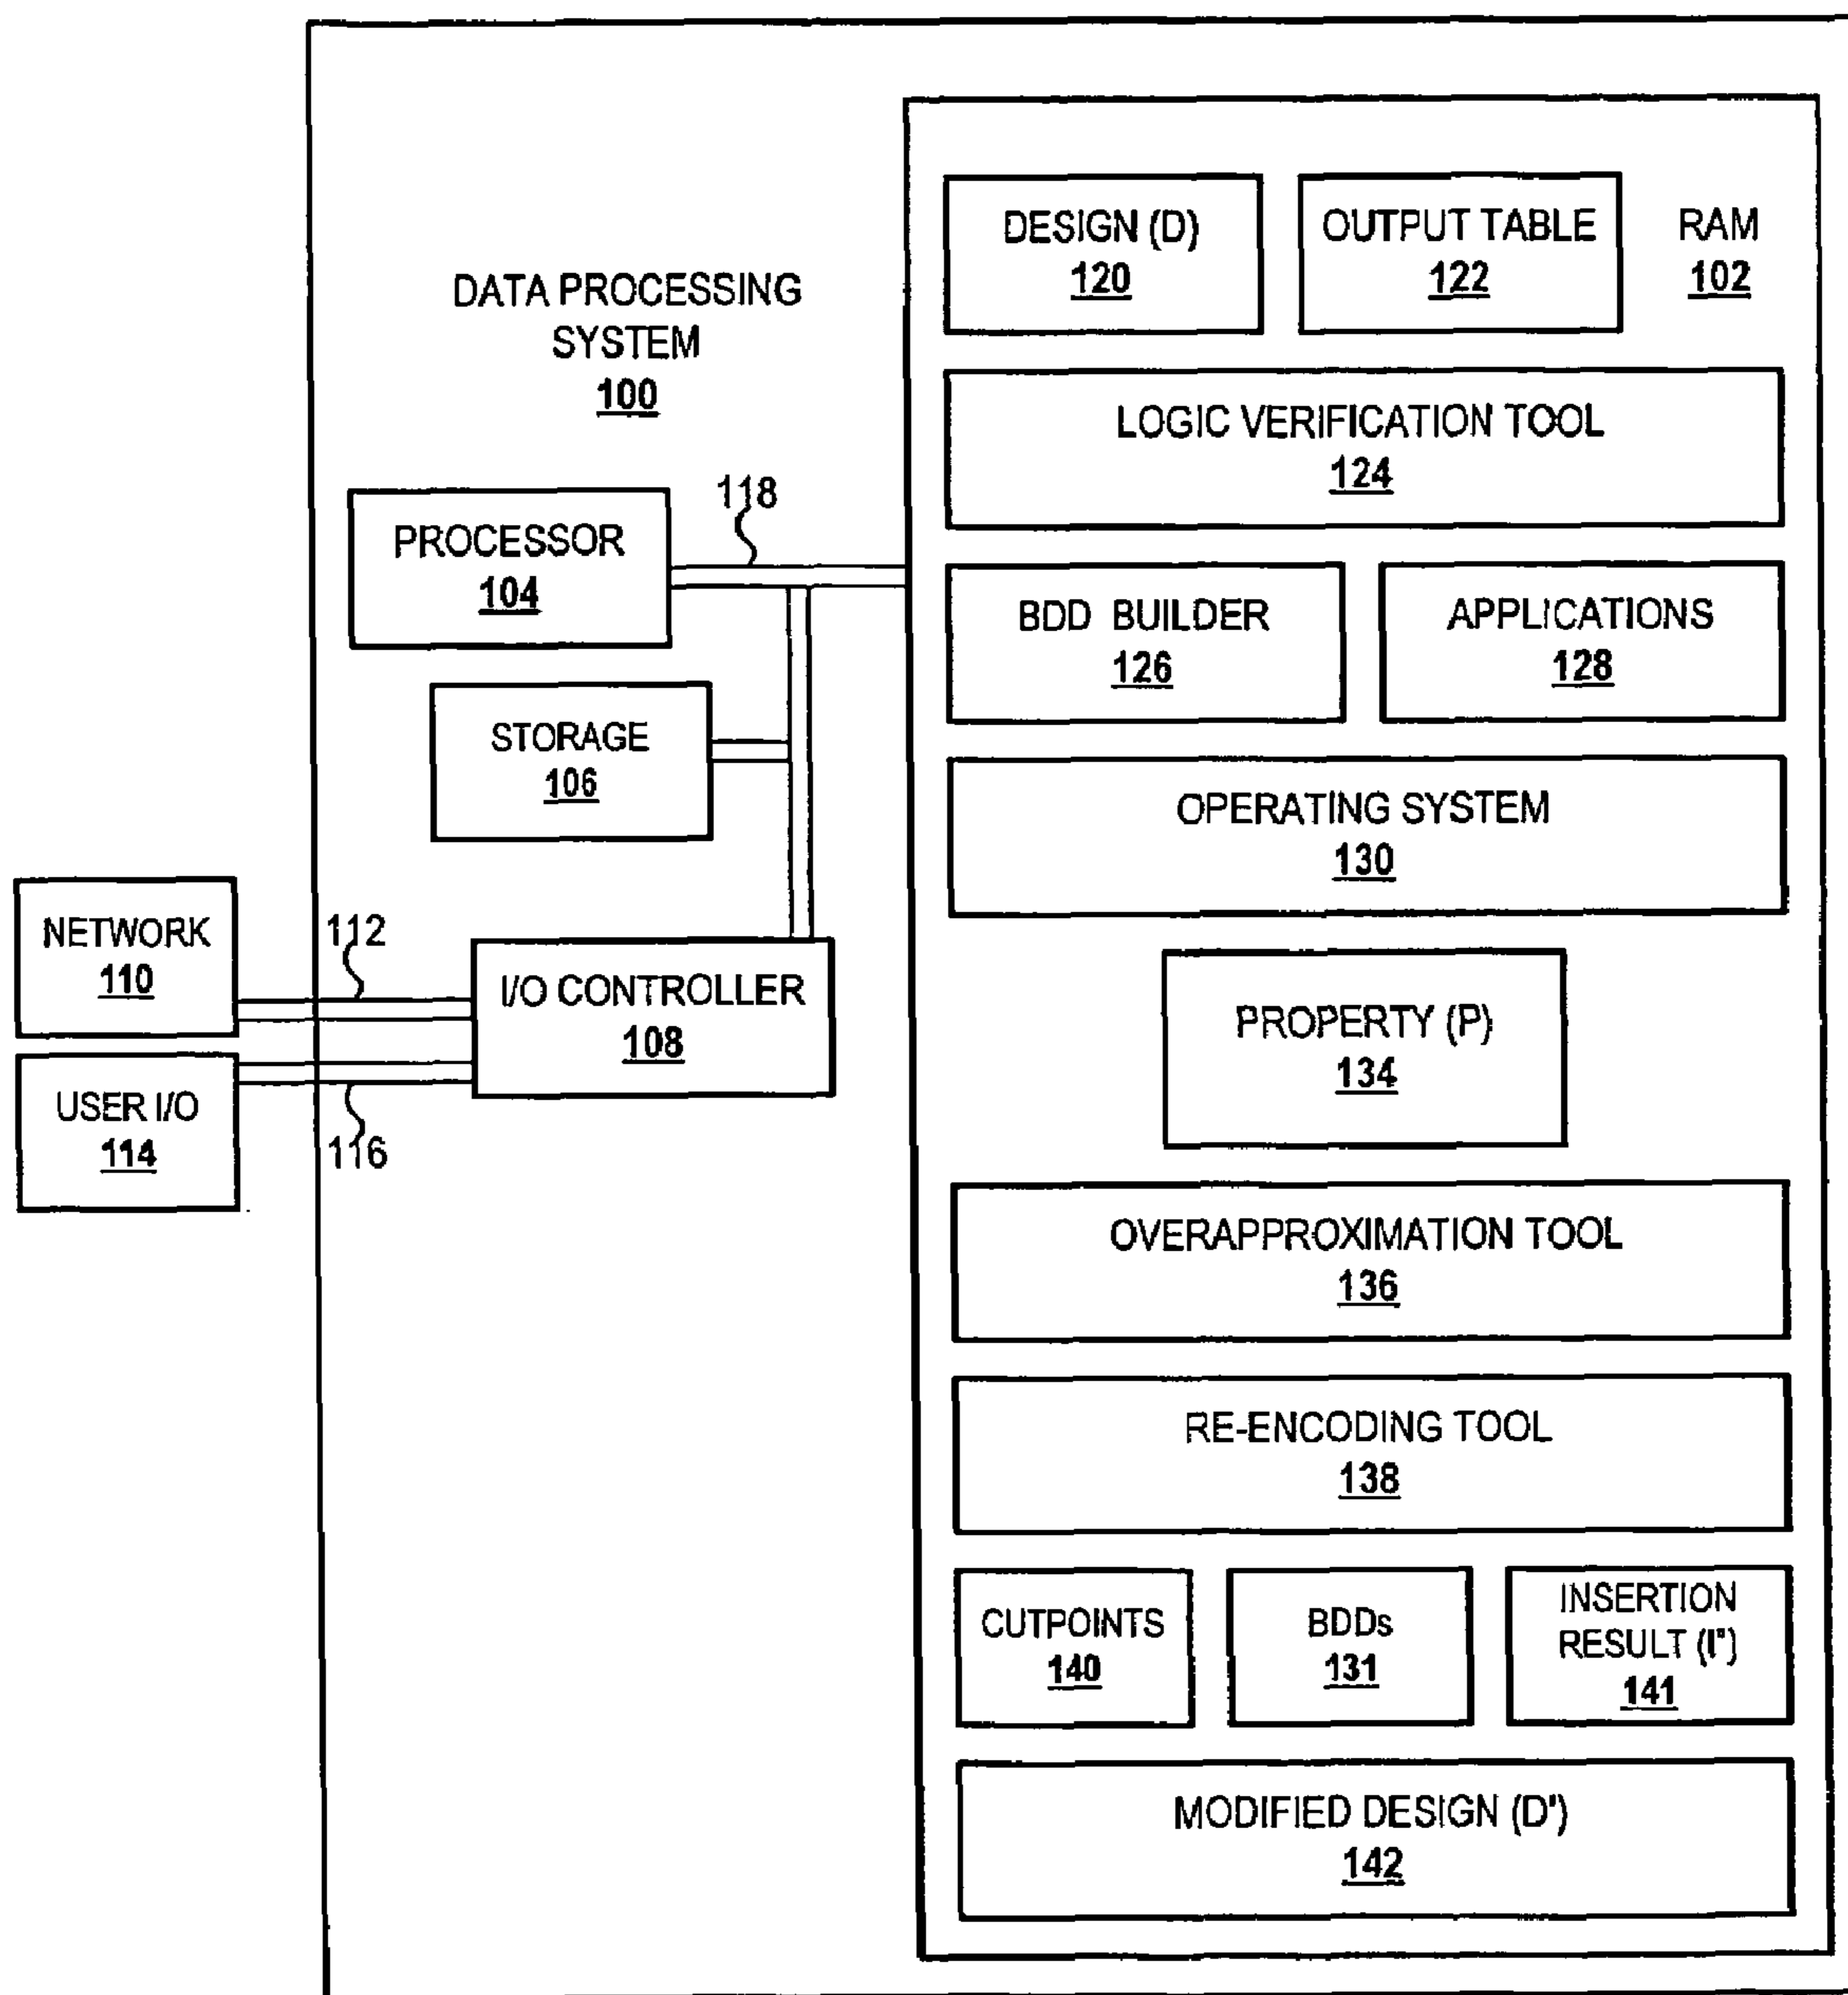 DATA PROCESSING
SYSTEM
100
PROCESSOR
104
118
STORAGE
106
NETWORK
110
112
I/O CONTROLLER
108
USER I/O
114
116
DESIGN (D)
120
OUTPUT TABLE
122
RAM
102
LOGIC VERIFICATION TOOL
124
BDD BUILDER
126
APPLICATIONS
128
OPERATING SYSTEM
130
PROPERTY (P)
134
OVERAPPROXIMATION TOOL
136
RE-ENCODING TOOL
138
CUTPOINTS
140
BDDs
131
INSERTION
RESULT (I')
141
MODIFIED DESIGN (D')
142